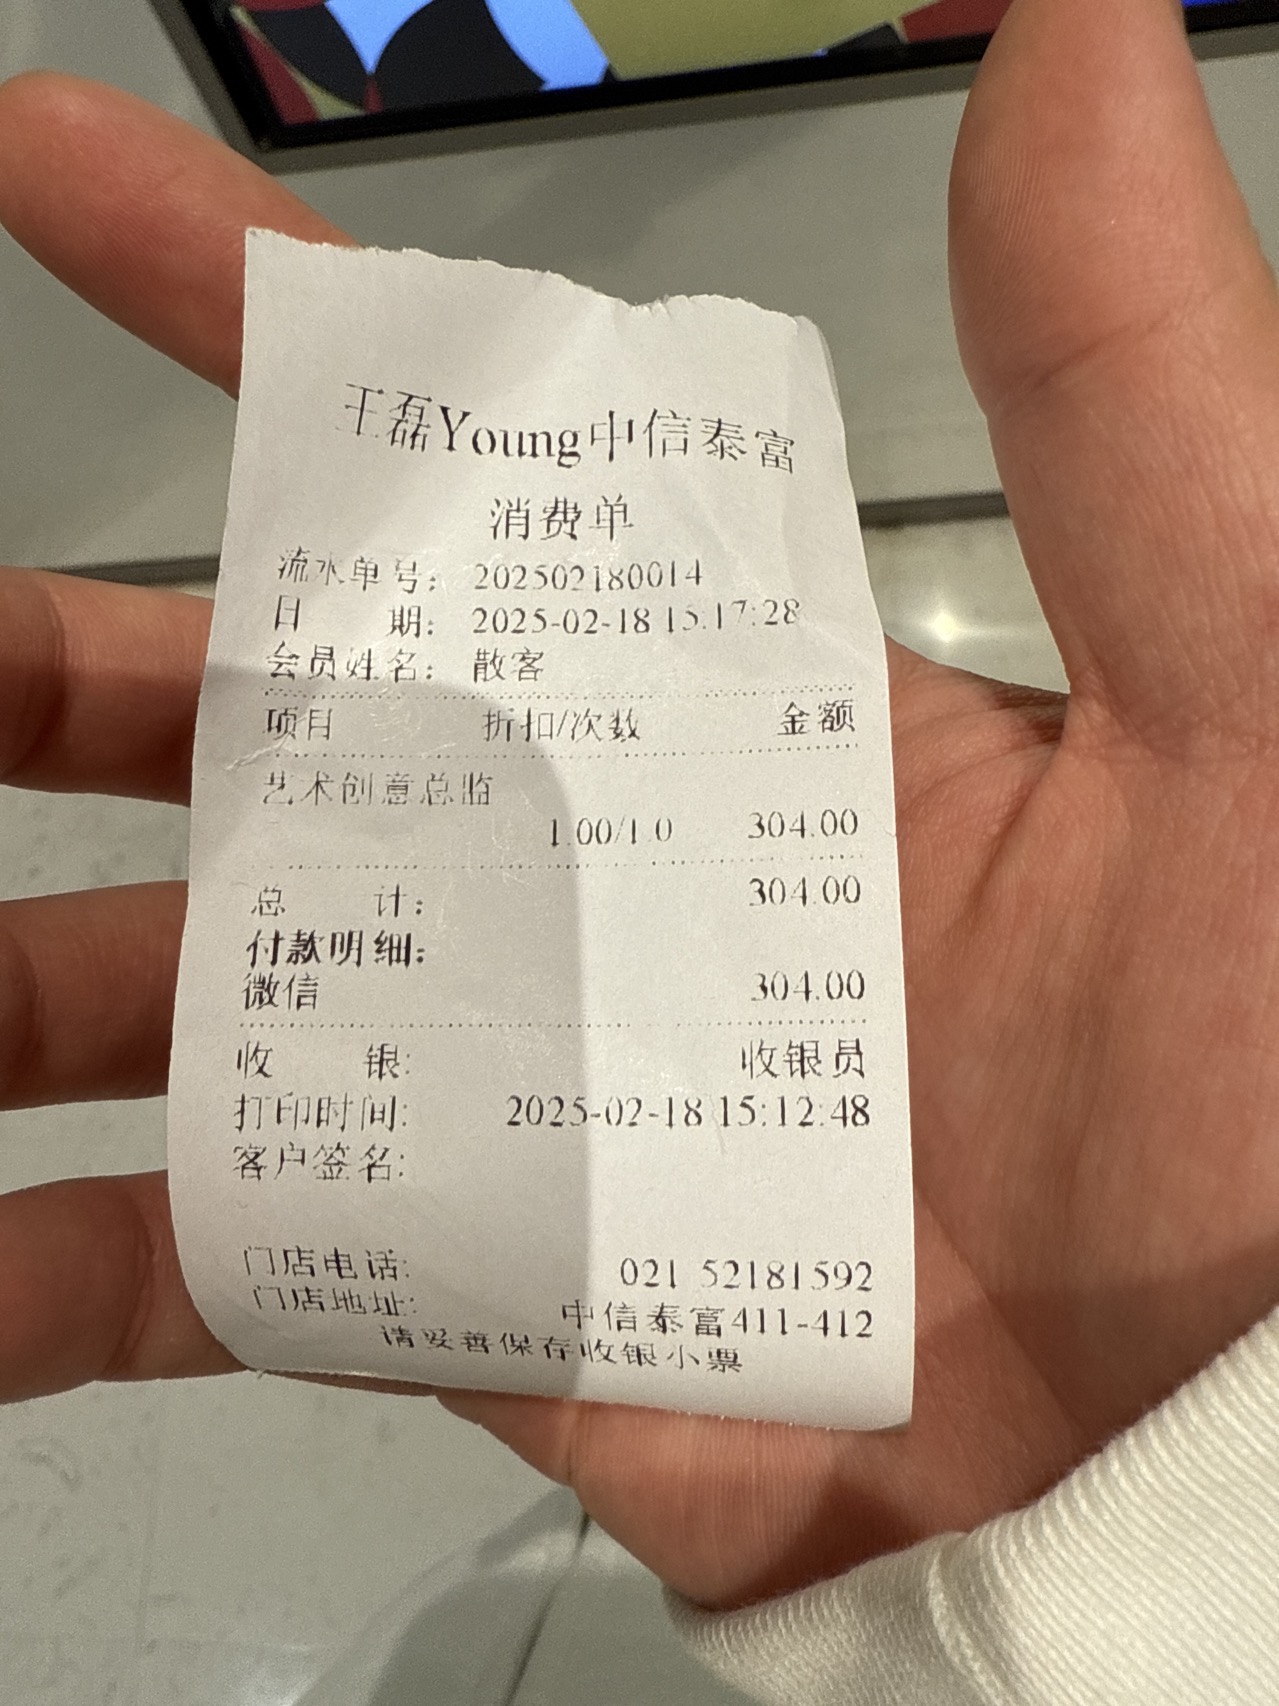 王磊Young中信泰富
消费单
流水单号： 202502180014
日 期： 2025-02-18 15:17:28
会员姓名： 散客
项目 折扣/次数 金额
艺术创意总监
1.00/1.0 304.00
总 计： 304.00
付款明细：
微信 304.00
收 银: 收银员
打印时间: 2025-02-18 15:12:48
客户签名:
门店电话: 021 52181592
门店地址: 中信泰富411-412
请妥善保存收银小票